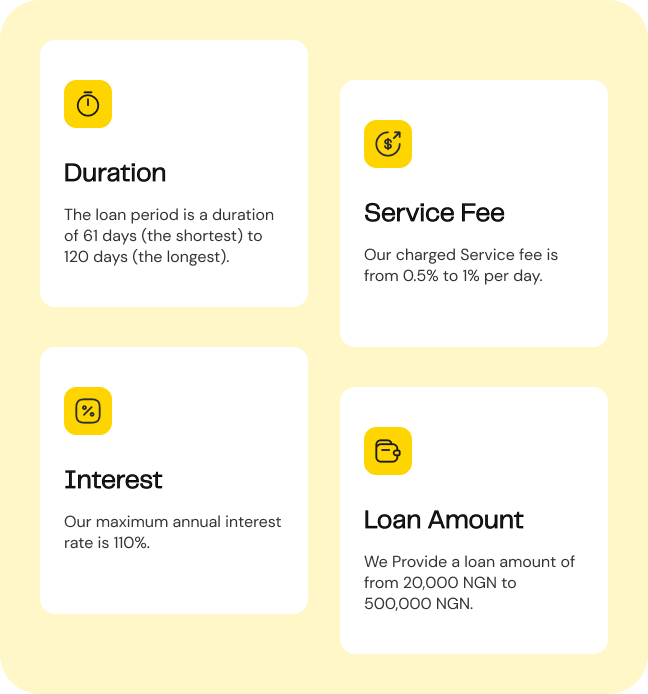 Duration
The loan period is a duration
of 61 days (the shortest) to
120 days (the longest).
Service Fee
Our charged Service fee is
from 0.5% to 1% per day.
Interest
Our maximum annual interest
rate is 110%.
Loan Amount
We Provide a loan amount of
from 20,000 NGN to
500,000 NGN.